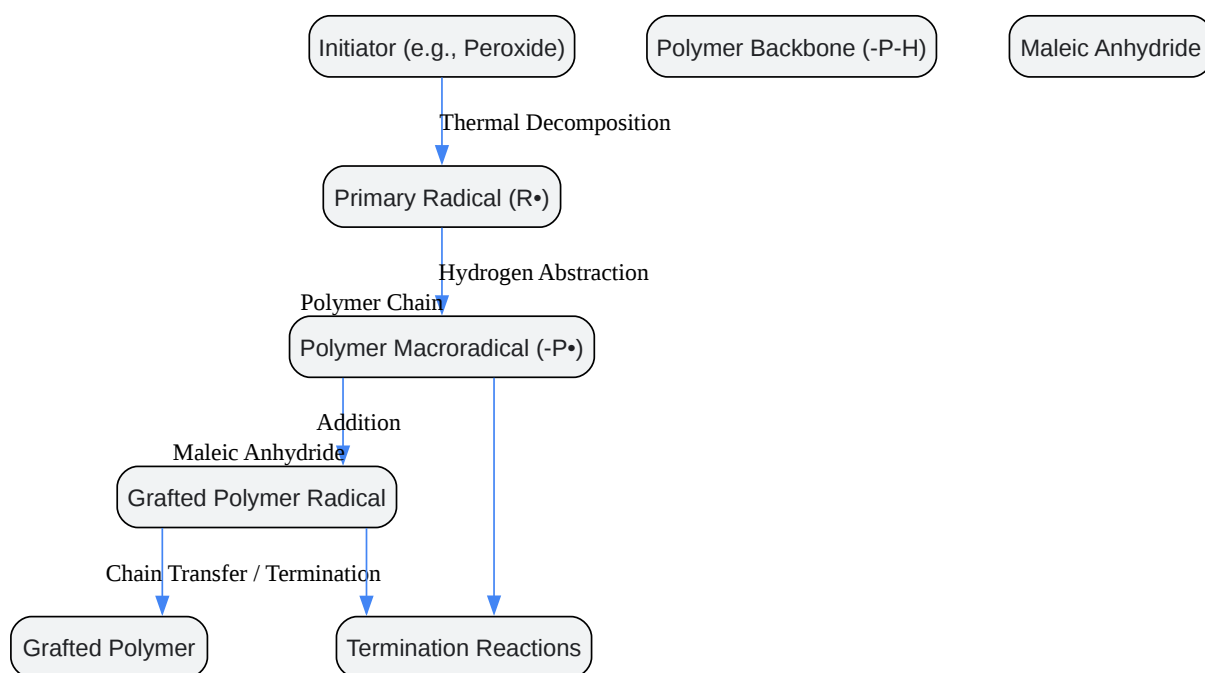 Initiator (e.g., Peroxide)
Polymer Backbone (-P-H)
Maleic Anhydride
Thermal Decomposition
Primary Radical (R•)
Hydrogen Abstraction
Polymer Chain
Polymer Macroradical (-P•)
Addition
Maleic Anhydride
Grafted Polymer Radical
Chain Transfer / Termination
Grafted Polymer
Termination Reactions